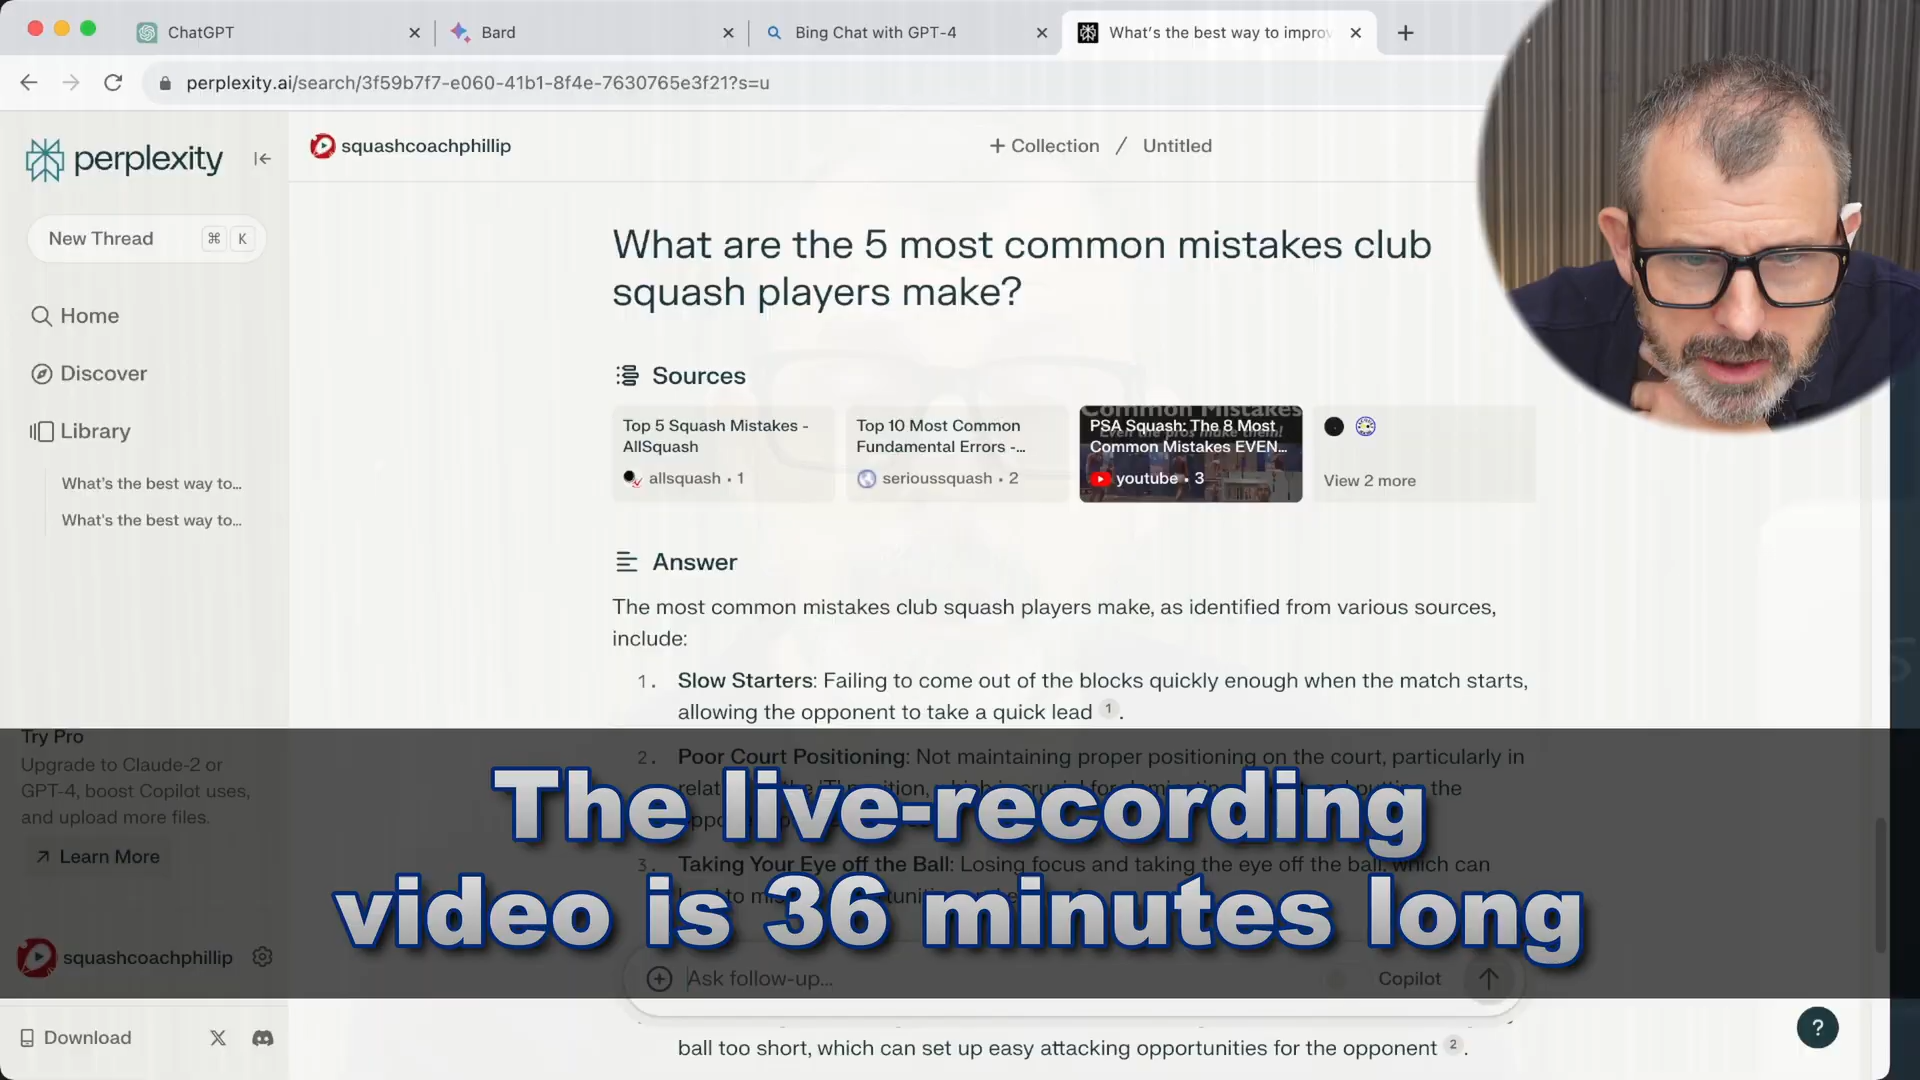 ChatGPT
Bard
Bing Chat with GPT-4
What's the best way to improv
perplexity.ai/search/3f59b7f7-e060-41b1-8f4e-7630765e3f21?s=u
perplexity
squashcoachphillip
+ Collection / Untitled
New Thread ⌘ K
Home
Discover
Library
What's the best way to...
What's the best way to...
What are the 5 most common mistakes club
squash players make?
Sources
Top 5 Squash Mistakes -
AllSquash
allsquash · 1
Top 10 Most Common
Fundamental Errors -...
serioussquash · 2
Common Mistakes
Even the pros make them!
PSA Squash: The 8 Most
Common Mistakes EVEN...
youtube · 3
View 2 more
Answer
The most common mistakes club squash players make, as identified from various sources,
include:
1. Slow Starters: Failing to come out of the blocks quickly enough when the match starts,
allowing the opponent to take a quick lead 1.
2. Poor Court Positioning: Not maintaining proper positioning on the court, particularly in
3. Taking Your Eye off the Ball: Losing focus and taking the eye off the ball, which can
The live-recording
video is 36 minutes long
Try Pro
Upgrade to Claude-2 or
GPT-4, boost Copilot uses,
and upload more files.
Learn More
squashcoachphillip
Ask follow-up...
Copilot
Download
?
ball too short, which can set up easy attacking opportunities for the opponent 2.